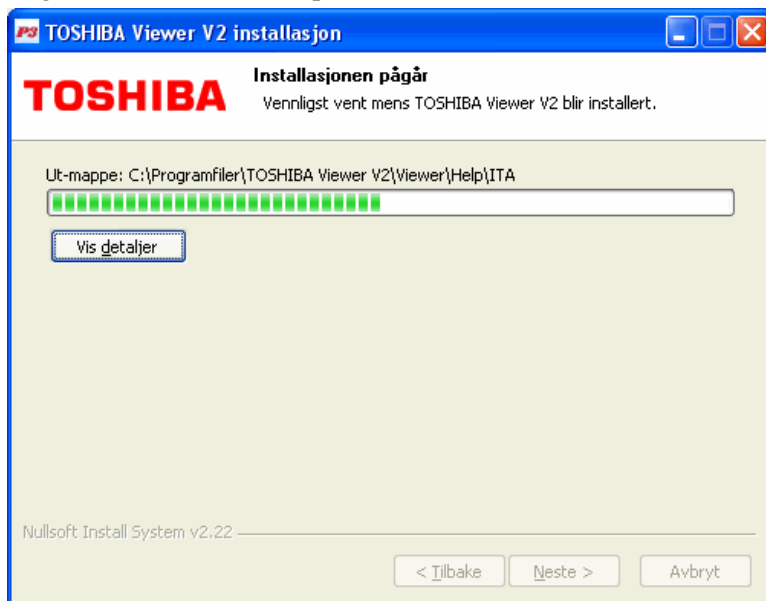 P3 TOSHIBA Viewer V2 installasjon
TOSHIBA
Installasjonen pågår
Vennligst vent mens TOSHIBA Viewer V2 blir installert.
Ut-mappe: C:\Programfiler\TOSHIBA Viewer V2\Viewer\Help\ITA
Vis detaljer
Nullsoft Install System v2.22
< Tilbake Neste > Avbryt